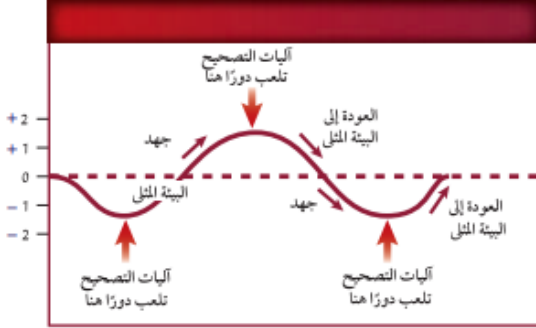 آليات التصحيح
تلعب دورًا هنا
العودة إلى
البيئة المثلى
جهد
+2
+1
0
−1
−2
البيئة المثلى
جهد
العودة إلى
البيئة المثلى
آليات التصحيح
تلعب دورًا هنا
آليات التصحيح
تلعب دورًا هنا